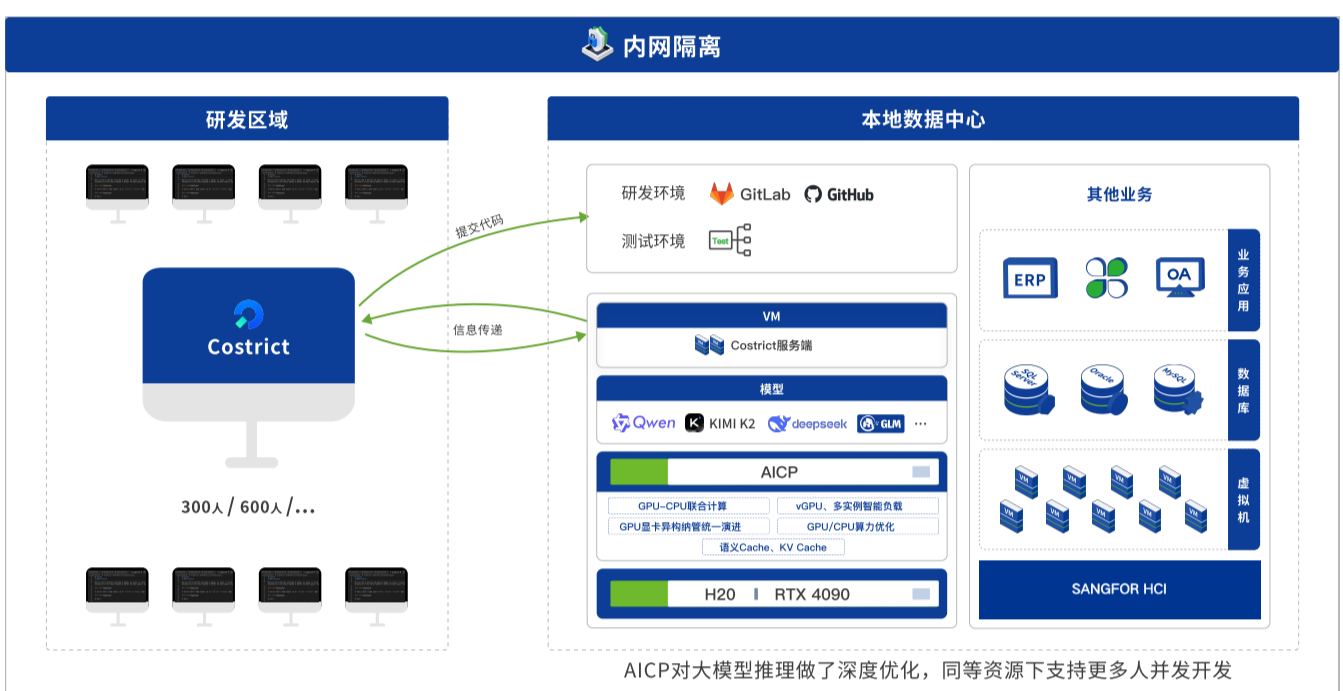 内网隔离
研发区域
Costrict
300人 / 600人 /...
本地数据中心
提交代码
信息传递
研发环境 GitLab GitHub
测试环境 Test
VM
Costrict服务端
模型
Qwen KIMI K2 deepseek GLM ...
AICP
GPU-CPU联合计算 vGPU、多实例智能负载
GPU显卡异构纳管统一演进 GPU/CPU算力优化
语义Cache、KV Cache
H20 RTX 4090
其他业务
ERP OA
业务应用
SQL Server Oracle MySQL
数据库
VM VM VM VM
VM VM VM VM VM
虚拟机
SANGFOR HCI
AICP对大模型推理做了深度优化，同等资源下支持更多人并发开发